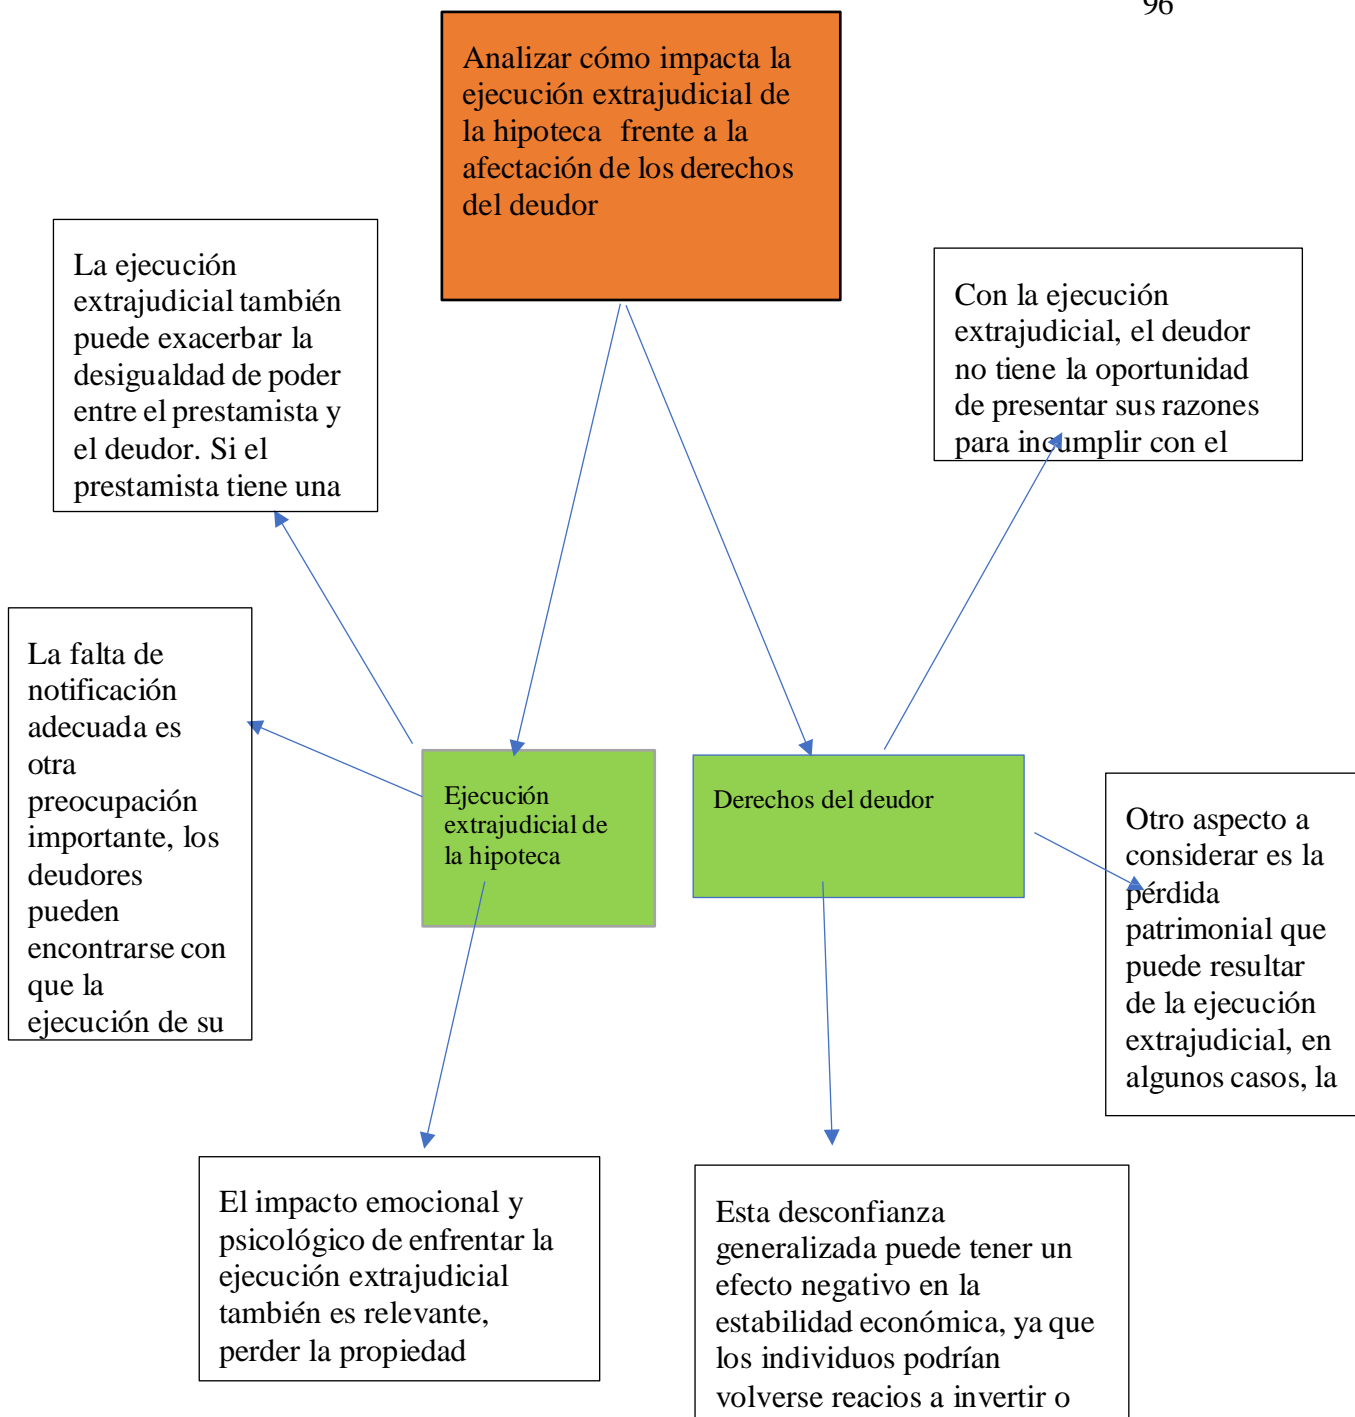 96
Analizar cómo impacta la
ejecución extrajudicial de
la hipoteca frente a la
afectación de los derechos
del deudor
La ejecución
extrajudicial también
puede exacerbar la
desigualdad de poder
entre el prestamista y
el deudor. Si el
prestamista tiene una
Con la ejecución
extrajudicial, el deudor
no tiene la oportunidad
de presentar sus razones
para incumplir con el
La falta de
notificación
adecuada es
otra
preocupación
importante, los
deudores
pueden
encontrarse con
que la
ejecución de su
Ejecución
extrajudicial de
la hipoteca
Derechos del deudor
Otro aspecto a
considerar es la
pérdida
patrimonial que
puede resultar
de la ejecución
extrajudicial, en
algunos casos, la
El impacto emocional y
psicológico de enfrentar la
ejecución extrajudicial
también es relevante,
perder la propiedad
Esta desconfianza
generalizada puede tener un
efecto negativo en la
estabilidad económica, ya que
los individuos podrían
volverse reacios a invertir o